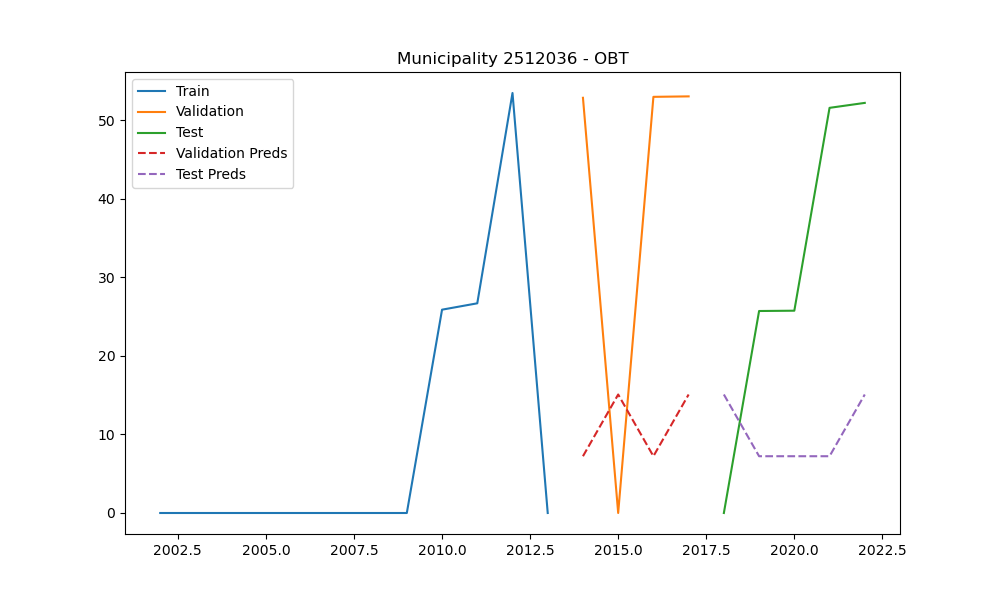 Municipality 2512036 - OBT
Train
Validation
Test
Validation Preds
Test Preds
50
40
30
20
10
0
2002.5 2005.0 2007.5 2010.0 2012.5 2015.0 2017.5 2020.0 2022.5